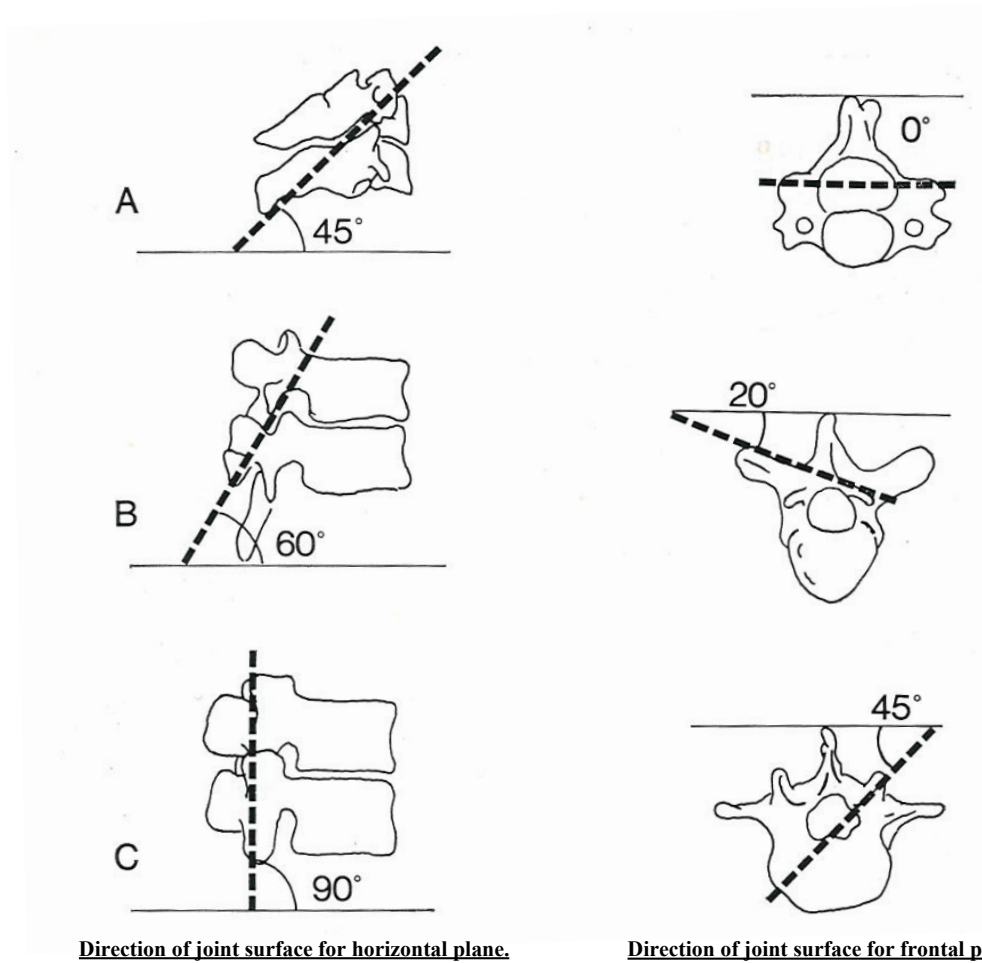 A
45°
0°
B
60°
20°
C
90°
45°
Direction of joint surface for horizontal plane.
Direction of joint surface for frontal p